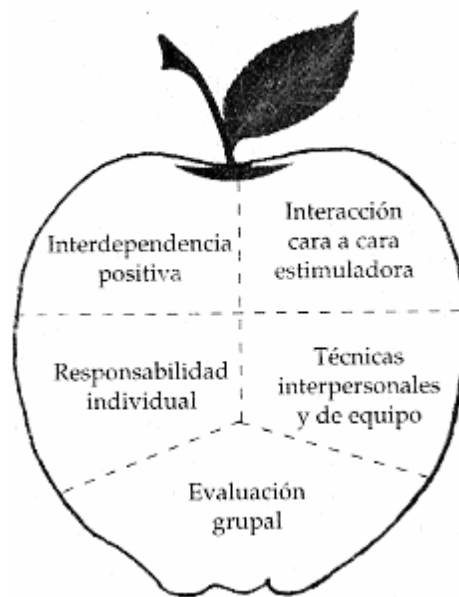 Interdependencia
positiva
Interacción
cara a cara
estimuladora
Responsabilidad
individual
Técnicas
interpersonales
y de equipo
Evaluación
grupal